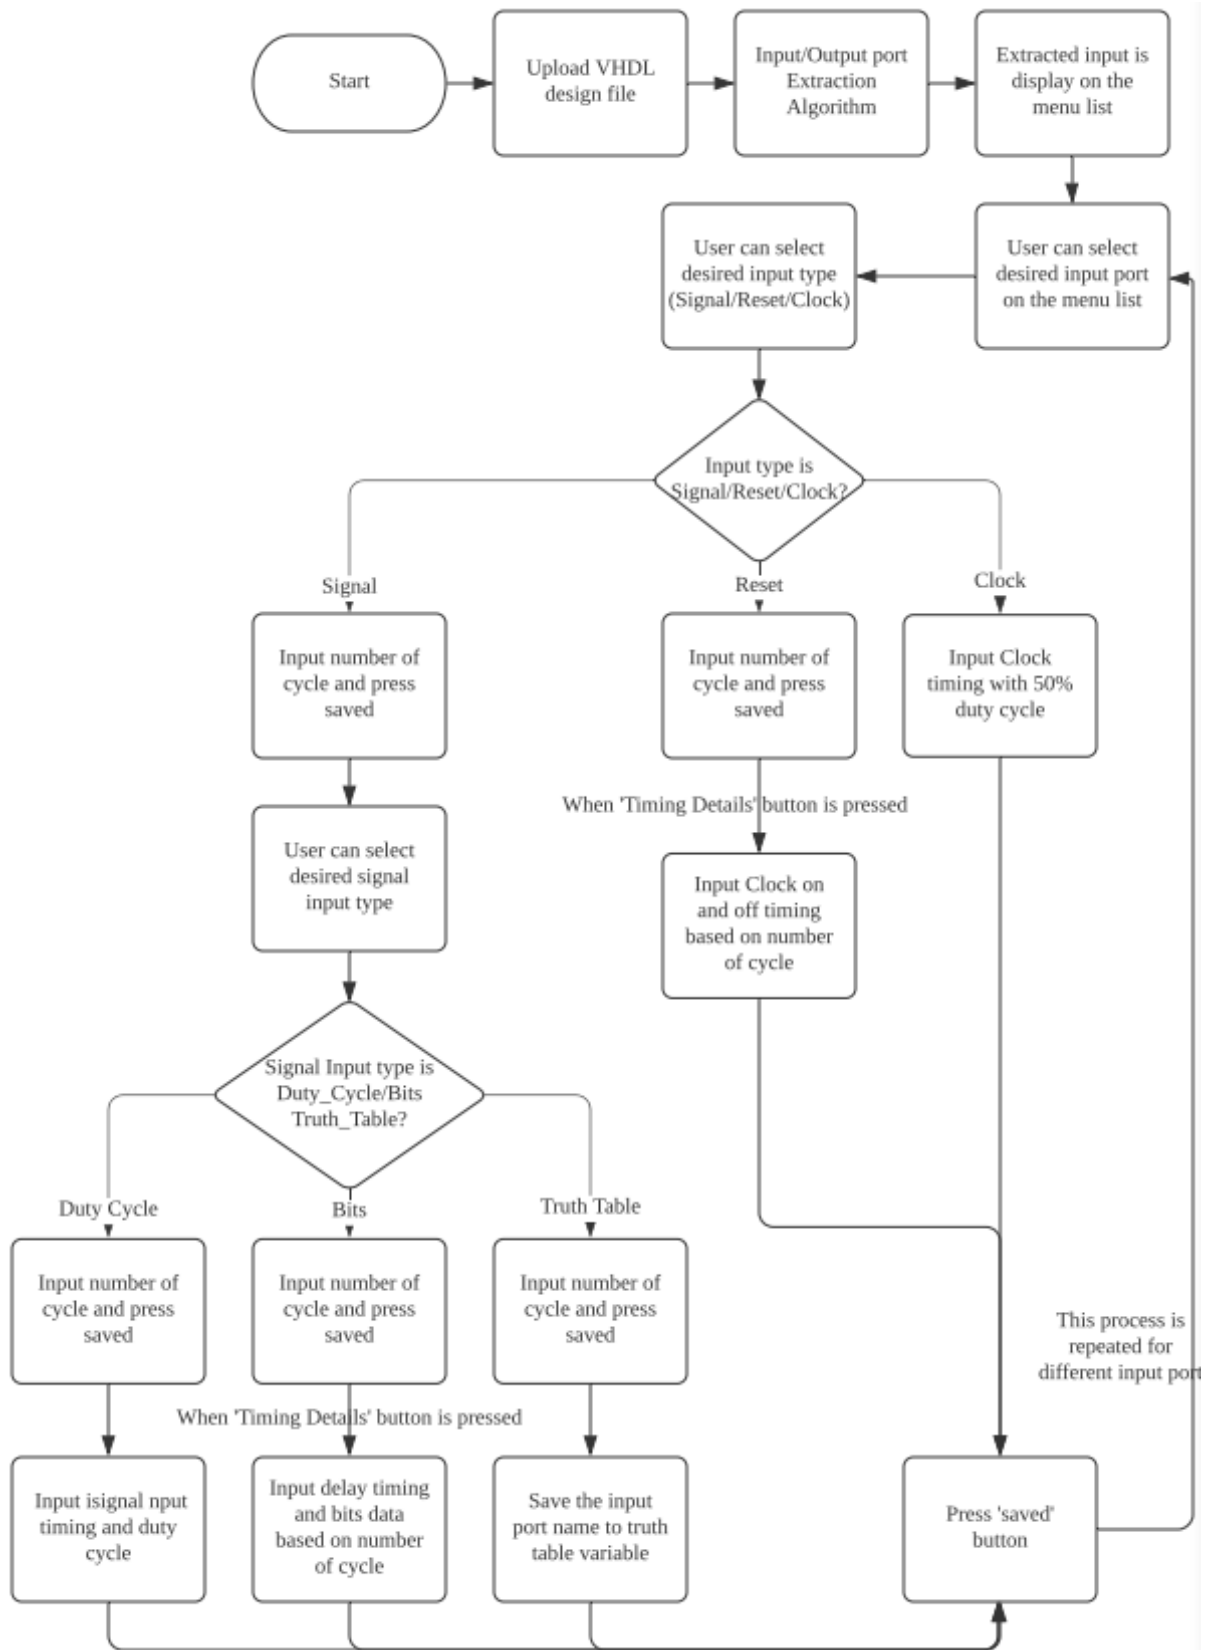 Start
Upload VHDL
design file
Input/Output port
Extraction
Algorithm
Extracted input is
display on the
menu list
User can select
desired input type
(Signal/Reset/Clock)
User can select
desired input port
on the menu list
Input type is
Signal/Reset/Clock?
Signal
Reset
Clock
Input number of
cycle and press
saved
Input number of
cycle and press
saved
Input Clock
timing with 50%
duty cycle
When 'Timing Details' button is pressed
User can select
desired signal
input type
Input Clock on
and off timing
based on number
of cycle
Signal Input type is
Duty_Cycle/Bits
Truth_Table?
Duty Cycle
Bits
Truth Table
Input number of
cycle and press
saved
Input number of
cycle and press
saved
Input number of
cycle and press
saved
This process is
repeated for
different input port
When 'Timing Details' button is pressed
Input isignal nput
timing and duty
cycle
Input delay timing
and bits data
based on number
of cycle
Save the input
port name to truth
table variable
Press 'saved'
button